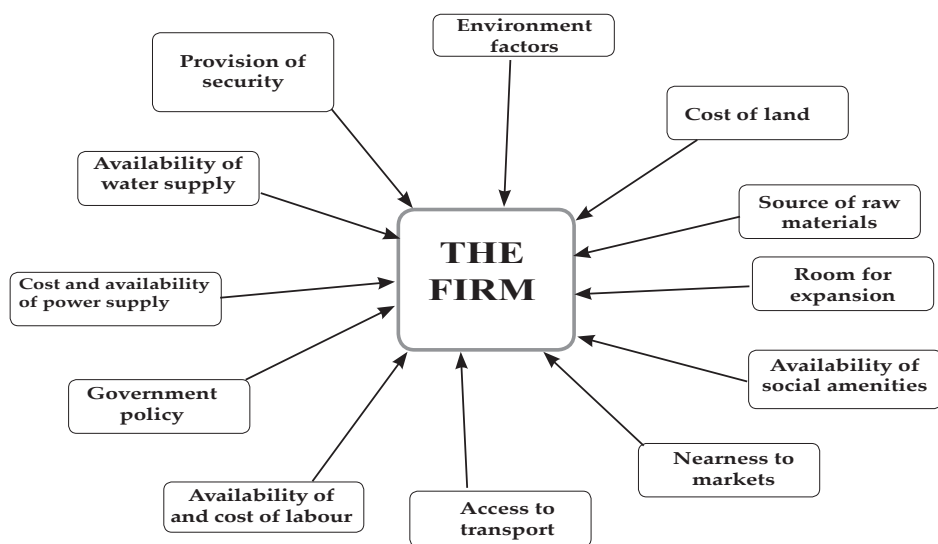 Environment
factors
Provision of
security
Cost of land
Availability of
water supply
Source of raw
materials
THE
FIRM
Room for
expansion
Cost and availability
of power supply
Availability of
social amenities
Government
policy
Nearness to
markets
Availability of
and cost of labour
Access to
transport